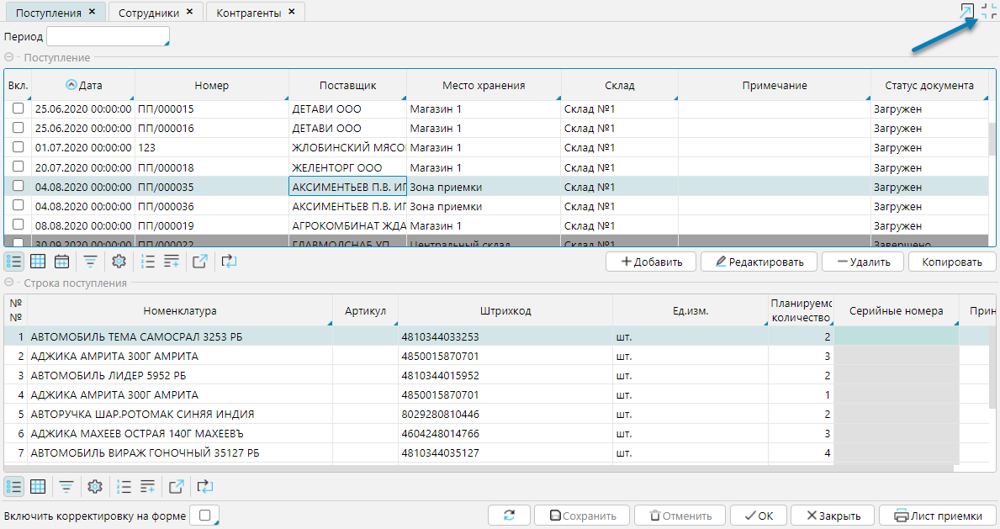 Поступления × Сотрудники × Контрагенты ×
Период
Поступление
Вкл. Дата Номер Поставщик Место хранения Склад Примечание Статус документа
25.06.2020 00:00:00 ПП/000015 ДЕТАВИ ООО Магазин 1 Склад №1 Загружен
25.06.2020 00:00:00 ПП/000016 ДЕТАВИ ООО Магазин 1 Склад №1 Загружен
01.07.2020 00:00:00 123 ЖЛОБИНСКИЙ МЯСО Магазин 1 Склад №1 Загружен
20.07.2020 00:00:00 ПП/000018 ЖЕЛЕНТОРГ ООО Магазин 1 Склад №1 Загружен
04.08.2020 00:00:00 ПП/000035 АКСИМЕНТЬЕВ П.В. ИГ Зона приемки Склад №1 Загружен
04.08.2020 00:00:00 ПП/000036 АКСИМЕНТЬЕВ П.В. ИГ Зона приемки Склад №1 Загружен
08.08.2020 00:00:00 ПП/000019 АГРОКОМБИНАТ ЖДА Магазин 1 Склад №1 Загружен
30.09.2020 00:00:00 ПП/000022 ГЛАВМОЛСНАБ УП Центральный склад Склад №1 Завершено
Добавить Редактировать Удалить Копировать
Строка поступления
№ Планируемо
№ Номенклатура Артикул Штрихкод Ед.изм. количество Серийные номера Прин
1 АВТОМОБИЛЬ ТЕМА САМОСРАЛ 3253 РБ 4810344033253 шт. 2
2 АДЖИКА АМРИТА 300Г АМРИТА 4850015870701 шт. 3
3 АВТОМОБИЛЬ ЛИДЕР 5952 РБ 4810344015952 шт. 2
4 АДЖИКА АМРИТА 300Г АМРИТА 4850015870701 шт. 1
5 АВТОРУЧКА ШАР.РОТОМАК СИНЯЯ ИНДИЯ 8029280810446 шт. 2
6 АДЖИКА МАХЕЕВ ОСТРАЯ 140Г МАХЕЕВЪ 4604248014766 шт. 3
7 АВТОМОБИЛЬ ВИРАЖ ГОНОЧНЫЙ 35127 РБ 4810344035127 шт. 4
Включить корректировку на форме Сохранить Отменить ОК Закрыть Лист приемки